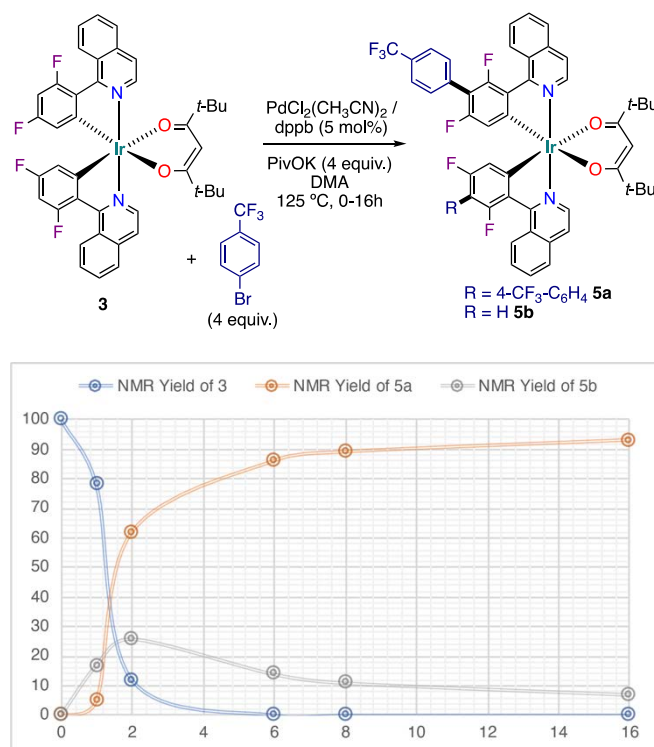 F
F
F
F
N
N
Ir
O
O
t-Bu
t-Bu
3
+
CF3
Br
(4 equiv.)
PdCl2(CH3CN)2 /
dppb (5 mol%)
PivOK (4 equiv.)
DMA
125 ºC, 0-16h
F3C
F
F
F
F
R
N
N
Ir
O
O
t-Bu
t-Bu
R = 4-CF3-C6H4 5a
R = H 5b
NMR Yield of 3 NMR Yield of 5a NMR Yield of 5b
100
90
80
70
60
50
40
30
20
10
0
0 2 4 6 8 10 12 14 16